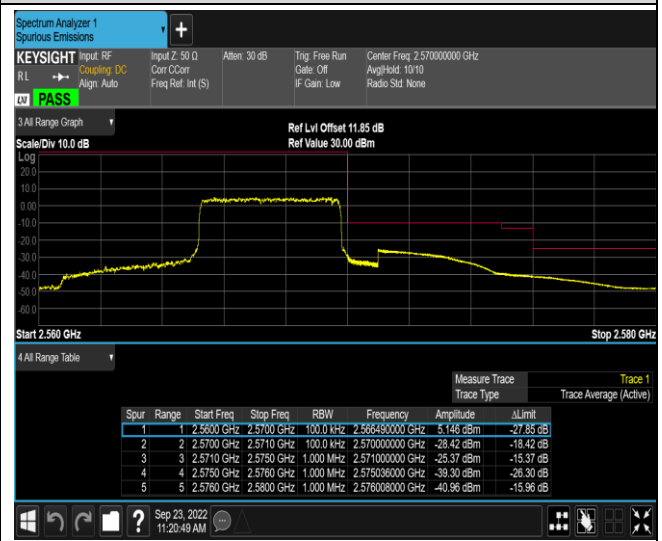 Spectrum Analyzer 1
Spurious Emissions
+
KEYSIGHT Input: RF Input Z: 50 Ω Atten: 30 dB Trig: Free Run Center Freq: 2.570000000 GHz
RL Coupling: DC Corr CCorr Gate: Off Avg|Hold: 10/10
Align: Auto Freq Ref: Int (S) IF Gain: Low Radio Std: None
LXI PASS
3 All Range Graph
Ref Lvl Offset 11.85 dB
Scale/Div 10.0 dB Ref Value 30.00 dBm
Log
20.0
10.0
0.00
-10.0
-20.0
-30.0
-40.0
-50.0
-60.0
Start 2.560 GHz Stop 2.580 GHz
4 All Range Table
Measure Trace Trace 1
Trace Type Trace Average (Active)
Spur Range Start Freq Stop Freq RBW Frequency Amplitude ΔLimit
1 1 2.5600 GHz 2.5700 GHz 100.0 kHz 2.566490000 GHz 5.146 dBm -27.85 dB
2 2 2.5700 GHz 2.5710 GHz 100.0 kHz 2.570000000 GHz -28.42 dBm -18.42 dB
3 3 2.5710 GHz 2.5750 GHz 1.000 MHz 2.571000000 GHz -25.37 dBm -15.37 dB
4 4 2.5750 GHz 2.5760 GHz 1.000 MHz 2.575036000 GHz -39.30 dBm -26.30 dB
5 5 2.5760 GHz 2.5800 GHz 1.000 MHz 2.576008000 GHz -40.96 dBm -15.96 dB
? Sep 23, 2022
11:20:49 AM